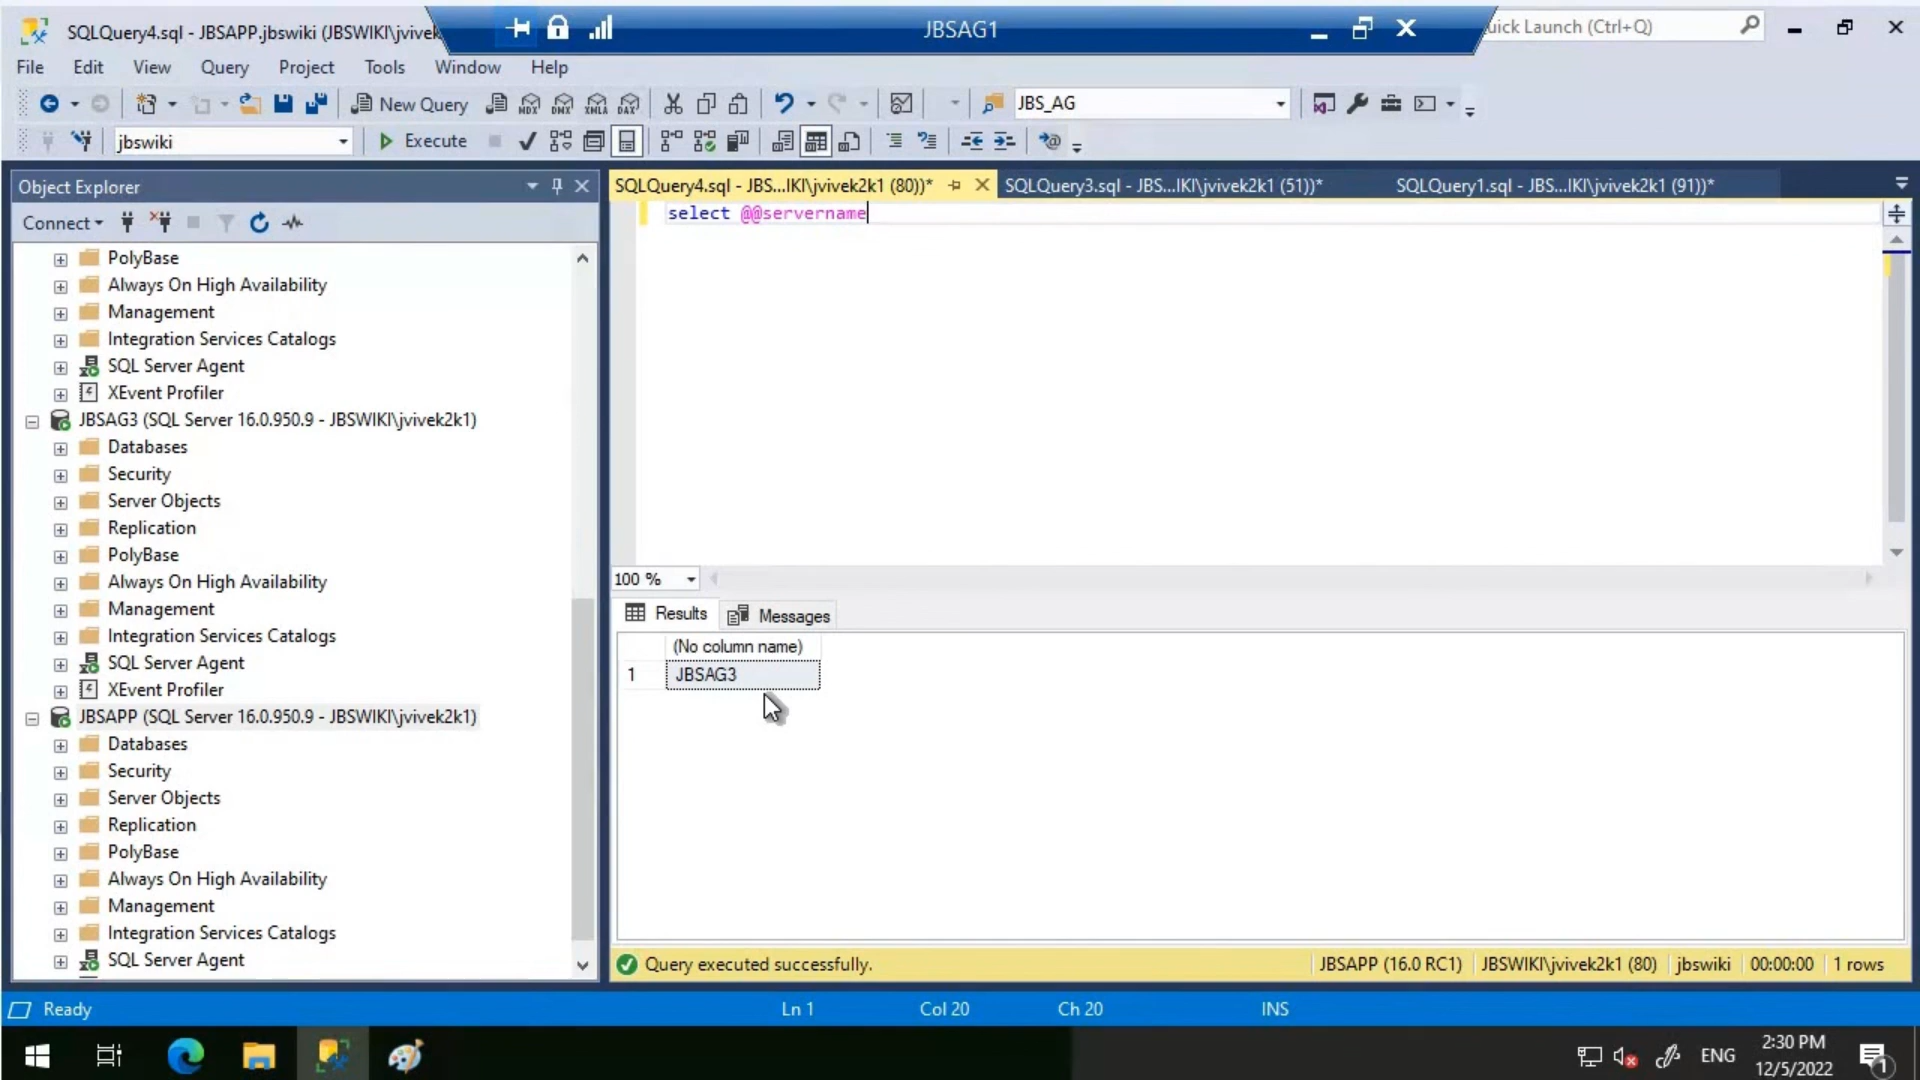 SQLQuery4.sql - JBSAPP.jbswiki (JBSWIKI\jvivek
JBSAG1
uick Launch (Ctrl+Q)
File Edit View Query Project Tools Window Help
New Query
MDX DMX XMLA DAX
JBS_AG
jbswiki
Execute
Object Explorer
SQLQuery4.sql - JBS...IKI\jvivek2k1 (80))*
SQLQuery3.sql - JBS...IKI\jvivek2k1 (51))*
SQLQuery1.sql - JBS...IKI\jvivek2k1 (91))*
Connect
select @@servername
PolyBase
Always On High Availability
Management
Integration Services Catalogs
SQL Server Agent
XEvent Profiler
JBSAG3 (SQL Server 16.0.950.9 - JBSWIKI\jvivek2k1)
Databases
Security
Server Objects
Replication
PolyBase
Always On High Availability
Management
Integration Services Catalogs
SQL Server Agent
XEvent Profiler
JBSAPP (SQL Server 16.0.950.9 - JBSWIKI\jvivek2k1)
Databases
Security
Server Objects
Replication
PolyBase
Always On High Availability
Management
Integration Services Catalogs
SQL Server Agent
100 %
Results
Messages
(No column name)
1 JBSAG3
Query executed successfully.
JBSAPP (16.0 RC1)
JBSWIKI\jvivek2k1 (80)
jbswiki
00:00:00
1 rows
Ready
Ln 1
Col 20
Ch 20
INS
ENG
2:30 PM
12/5/2022
1